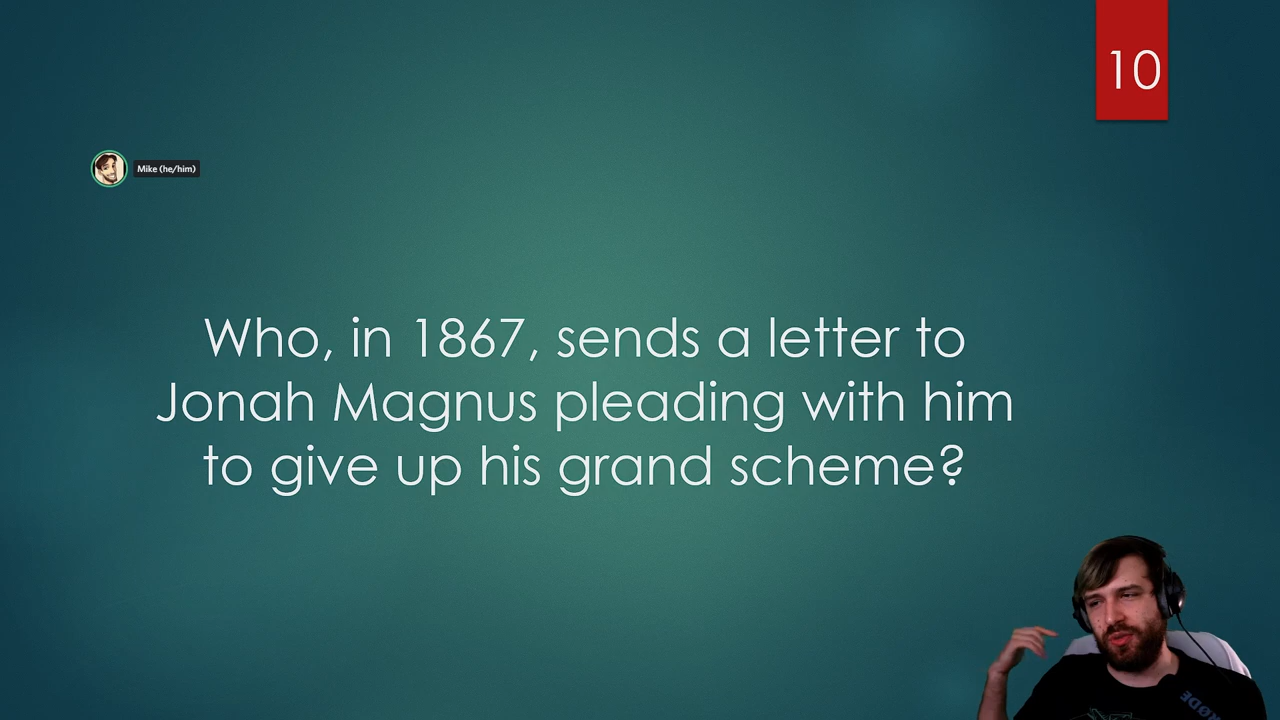 10
Mike (he/him)
Who, in 1867, sends a letter to
Jonah Magnus pleading with him
to give up his grand scheme?
RØDE